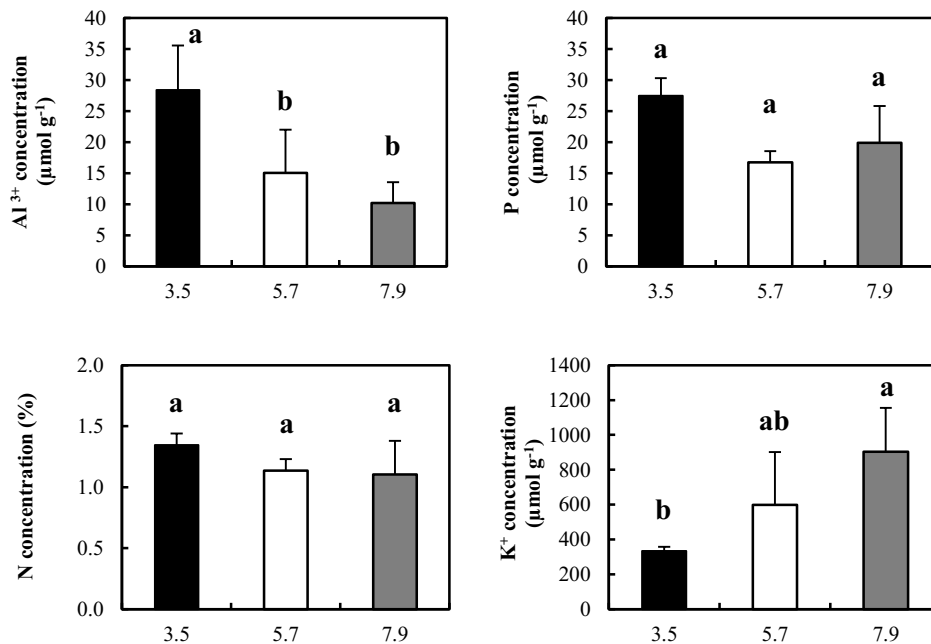 Al ³⁺ concentration
(µmol g⁻¹)
40
35
30
25
20
15
10
5
0
a
b
b
3.5
5.7
7.9
P concentration
(µmol g⁻¹)
40
35
30
25
20
15
10
5
0
a
a
a
3.5
5.7
7.9
N concentration (%)
2.0
1.5
1.0
0.5
0.0
a
a
a
3.5
5.7
7.9
K⁺ concentration
(µmol g⁻¹)
1400
1200
1000
800
600
400
200
0
b
ab
a
3.5
5.7
7.9